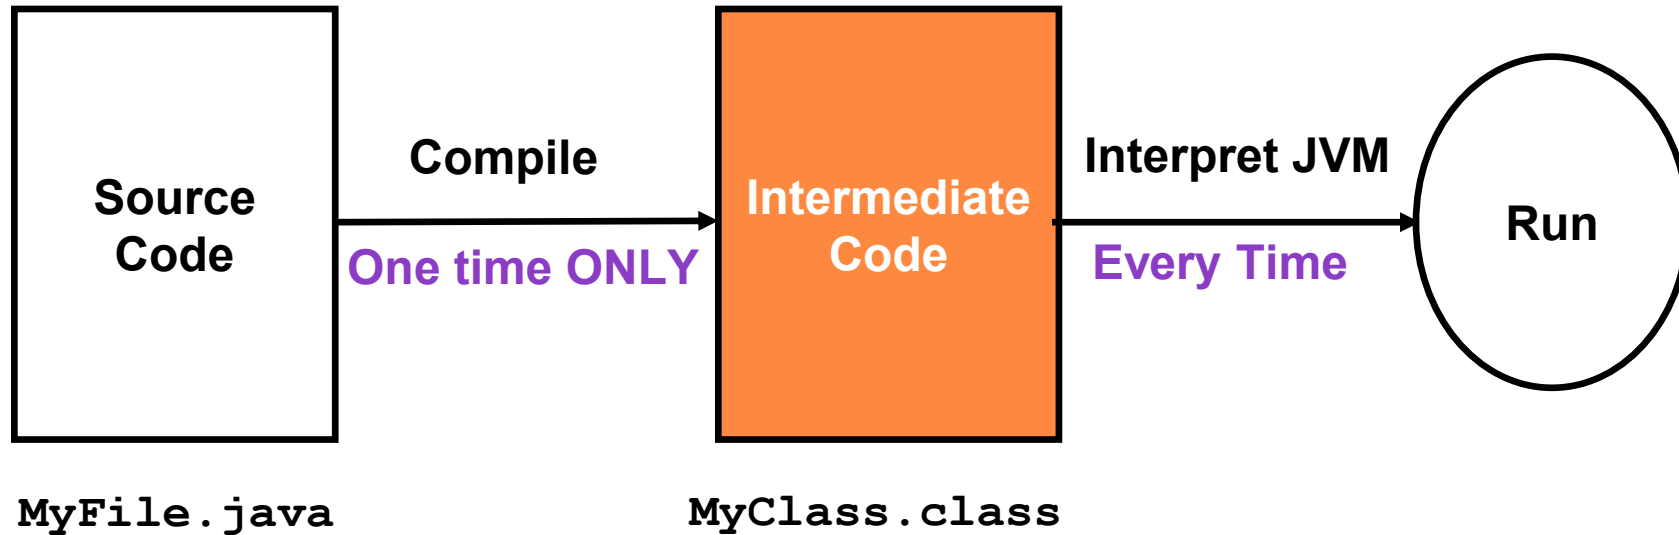 Source
Code
Compile
One time ONLY
Intermediate
Code
Interpret JVM
Every Time
Run
MyFile.java
MyClass.class